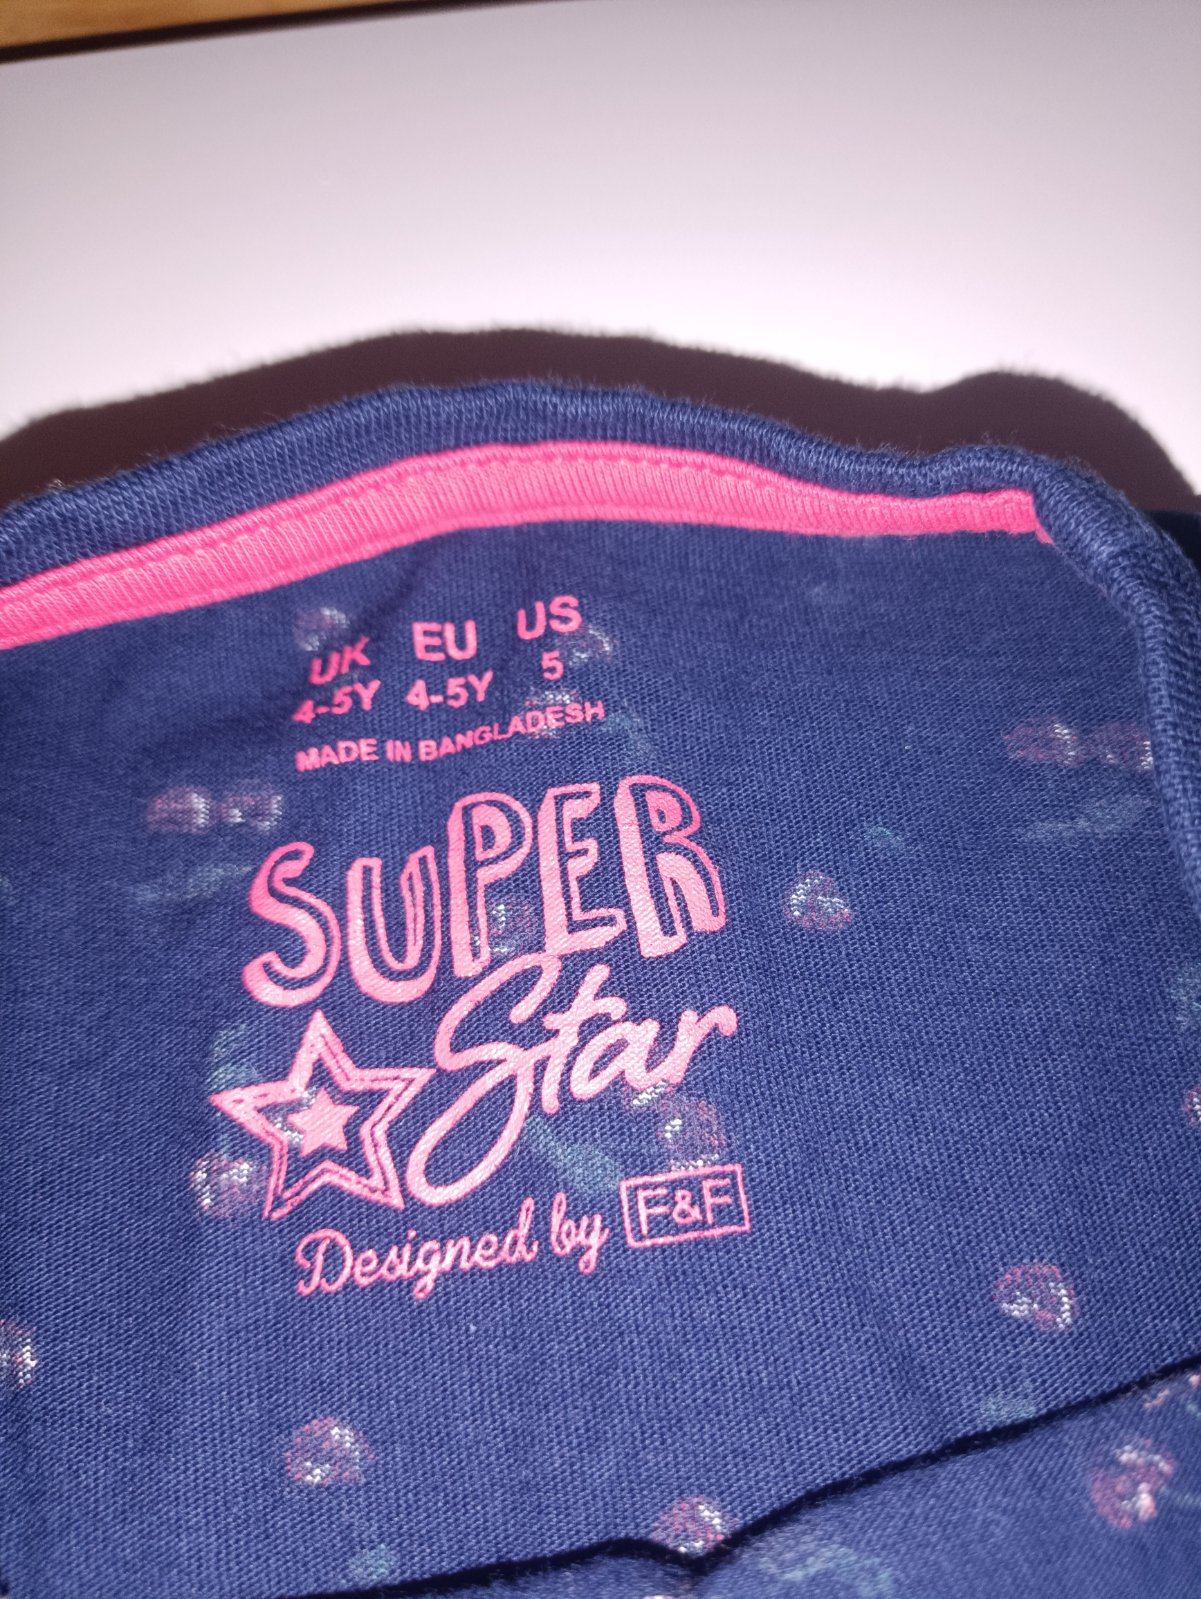 UK EU US
4-5Y 4-5Y 5
MADE IN BANGLADESH
SUPER
Star
Designed by F&F